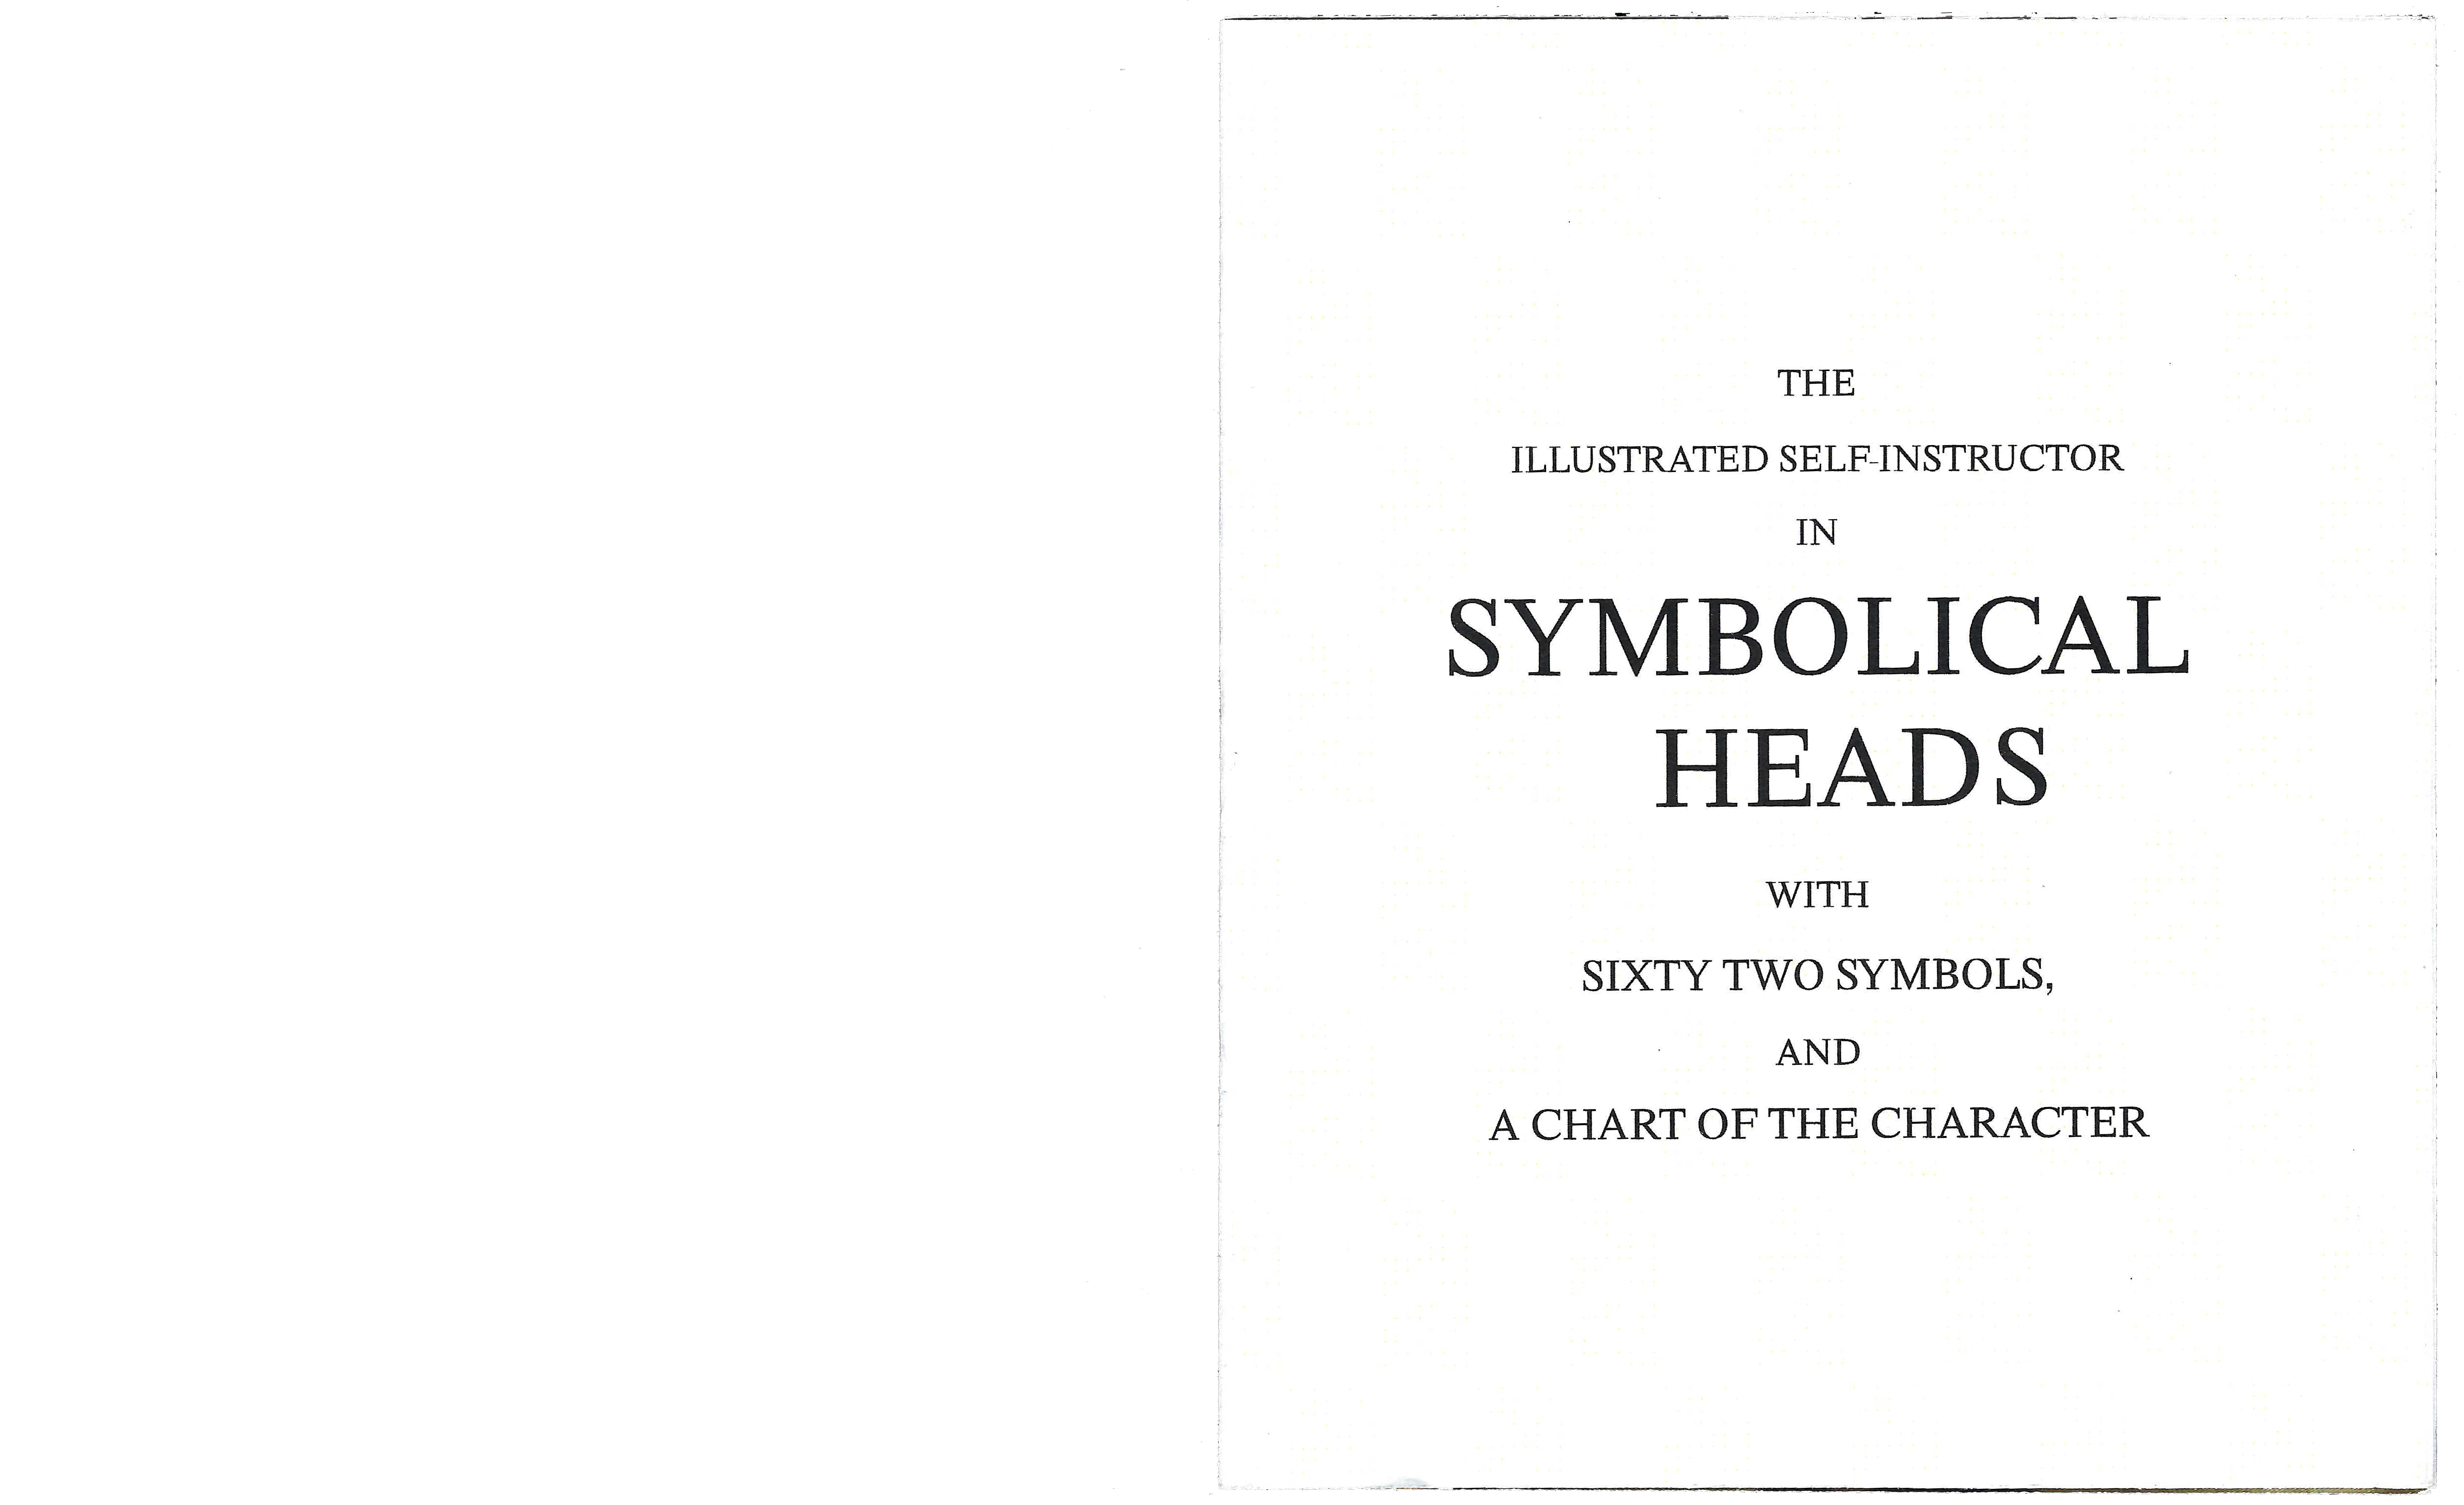 THE
ILLUSTRATED SELF-INSTRUCTOR
IN
SYMBOLICAL
HEADS
WITH
SIXTY TWO SYMBOLS,
AND
A CHART OF THE CHARACTER